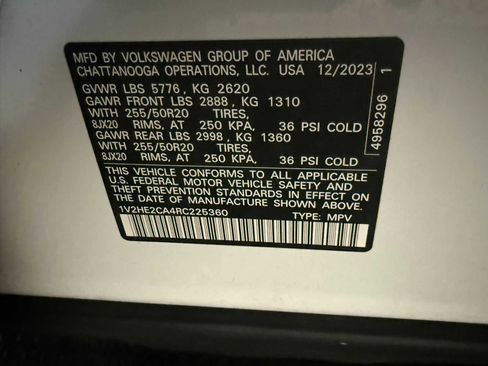 MFD BY VOLKSWAGEN GROUP OF AMERICA
CHATTANOOGA OPERATIONS, LLC. USA 12/2023
GVWR LBS 5776 , KG 2620
GAWR FRONT LBS 2888 , KG 1310
WITH 255/50R20 TIRES,
8JX20 RIMS, AT 250 KPA, 36 PSI COLD
GAWR REAR LBS 2998 , KG 1360
WITH 255/50R20 TIRES,
8JX20 RIMS, AT 250 KPA, 36 PSI COLD
THIS VEHICLE CONFORMS TO ALL APPLICABLE
U.S. FEDERAL MOTOR VEHICLE SAFETY AND
THEFT PREVENTION STANDARDS IN EFFECT ON
THE DATE OF MANUFACTURE SHOWN ABOVE.
1V2HE2CA4RC225360 TYPE: MPV
4958296 1